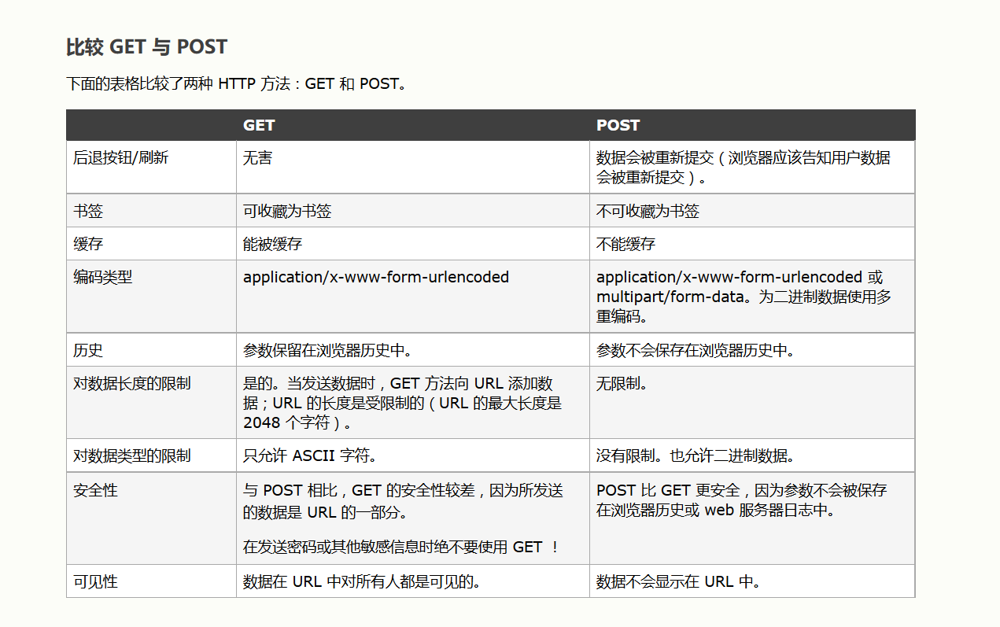 比较 GET 与 POST
下面的表格比较了两种 HTTP 方法：GET 和 POST。
GET POST
后退按钮/刷新 无害 数据会被重新提交（浏览器应该告知用户数据
会被重新提交）。
书签 可收藏为书签 不可收藏为书签
缓存 能被缓存 不能缓存
编码类型 application/x-www-form-urlencoded application/x-www-form-urlencoded 或
multipart/form-data。为二进制数据使用多
重编码。
历史 参数保留在浏览器历史中。 参数不会保存在浏览器历史中。
对数据长度的限制 是的。当发送数据时，GET 方法向 URL 添加数 无限制。
据；URL 的长度是受限制的（URL 的最大长度是
2048 个字符）。
对数据类型的限制 只允许 ASCII 字符。 没有限制。也允许二进制数据。
安全性 与 POST 相比，GET 的安全性较差，因为所发送 POST 比 GET 更安全，因为参数不会被保存
的数据是 URL 的一部分。 在浏览器历史或 web 服务器日志中。
在发送密码或其他敏感信息时绝不要使用 GET ！
可见性 数据在 URL 中对所有人都是可见的。 数据不会显示在 URL 中。